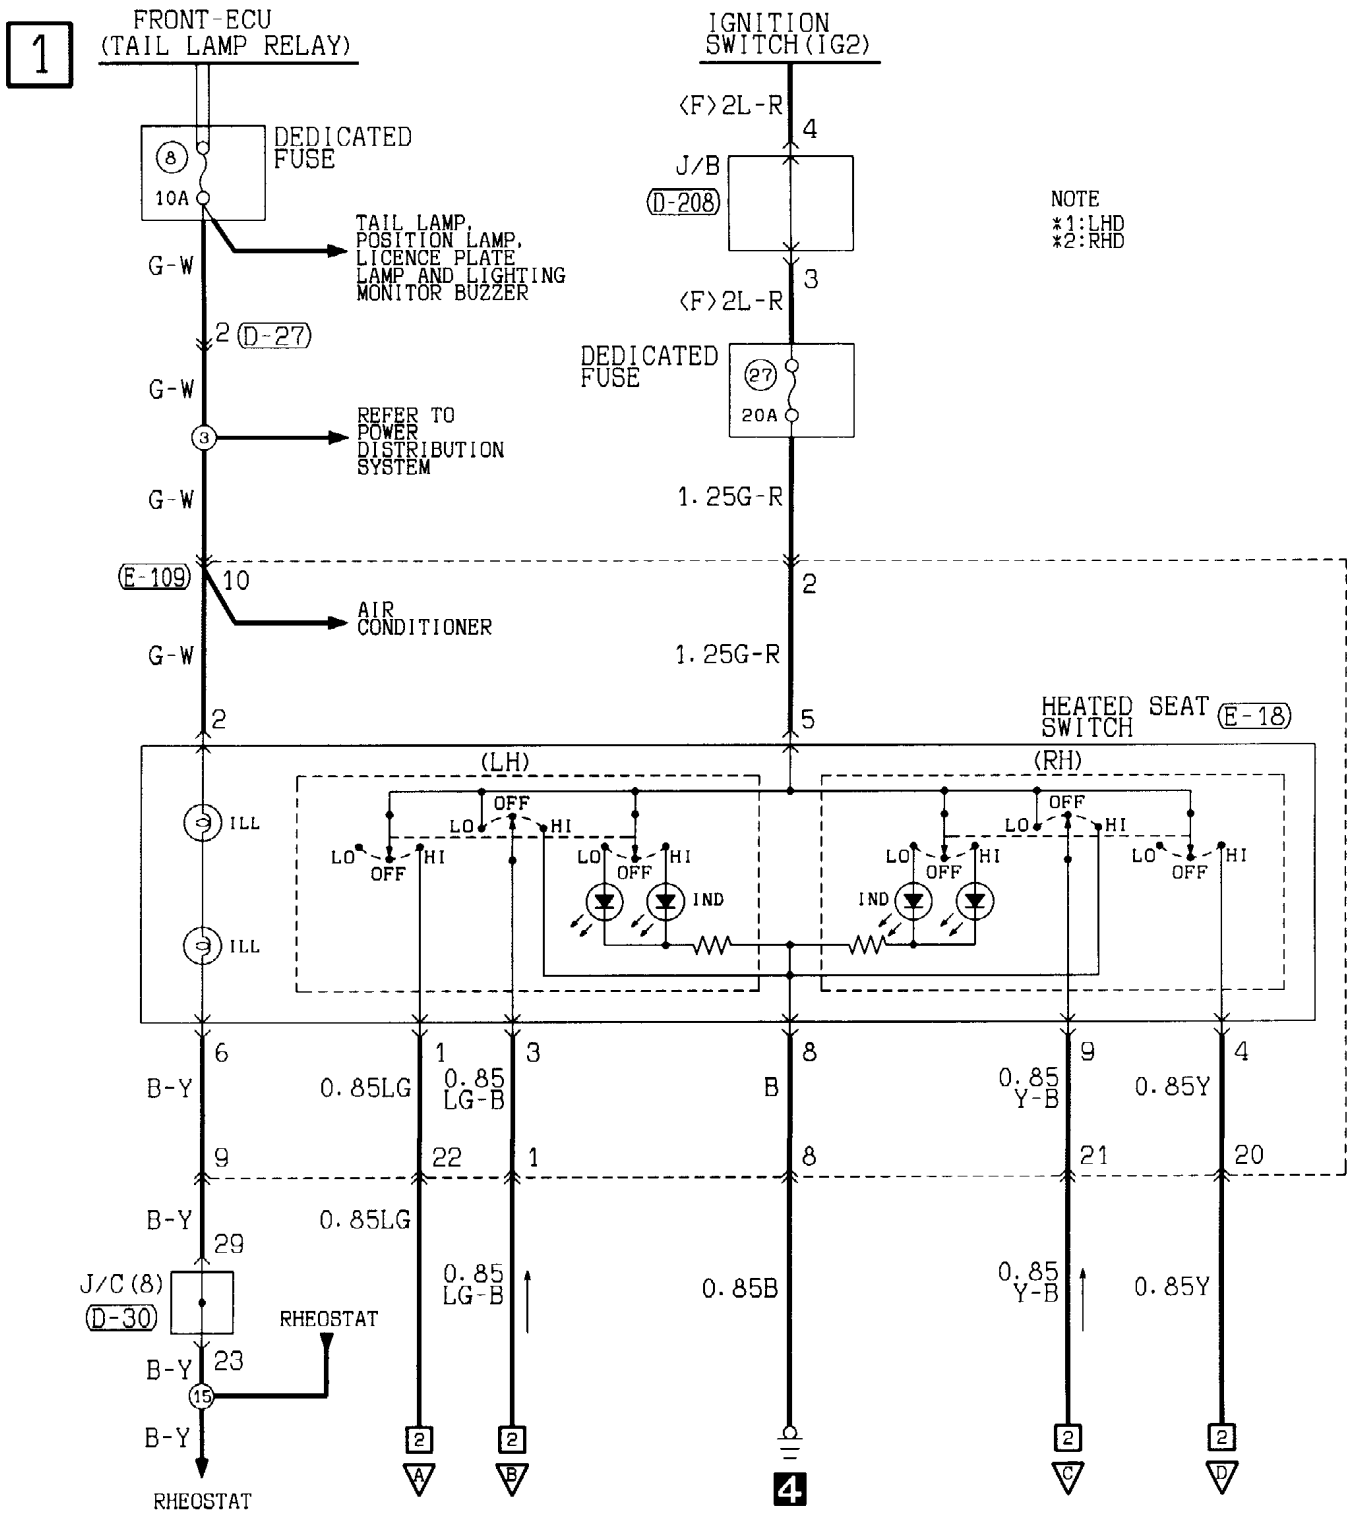 1
FRONT-ECU
(TAIL LAMP RELAY)
IGNITION
SWITCH(IG2)
<F>2L-R
4
8
10A
DEDICATED
FUSE
J/B
D-208
NOTE
*1:LHD
*2:RHD
TAIL LAMP,
POSITION LAMP,
LICENCE PLATE
LAMP AND LIGHTING
MONITOR BUZZER
G-W
3
<F>2L-R
2
D-27
DEDICATED
FUSE
27
20A
G-W
3
REFER TO
POWER
DISTRIBUTION
SYSTEM
G-W
1.25G-R
E-109
10
2
AIR
CONDITIONER
G-W
1.25G-R
2
5
HEATED SEAT
SWITCH
E-18
(LH)
(RH)
ILL
LO
OFF
HI
LO
OFF
HI
LO
OFF
HI
IND
LO
OFF
HI
IND
LO
OFF
HI
LO
OFF
HI
ILL
6
1
3
8
9
4
B-Y
0.85LG
0.85
LG-B
B
0.85
Y-B
0.85Y
9
22
1
8
21
20
B-Y
0.85LG
29
J/C(8)
D-30
0.85
LG-B
0.85B
0.85
Y-B
0.85Y
RHEOSTAT
B-Y
23
15
B-Y
2
2
2
2
A
B
4
C
D
RHEOSTAT